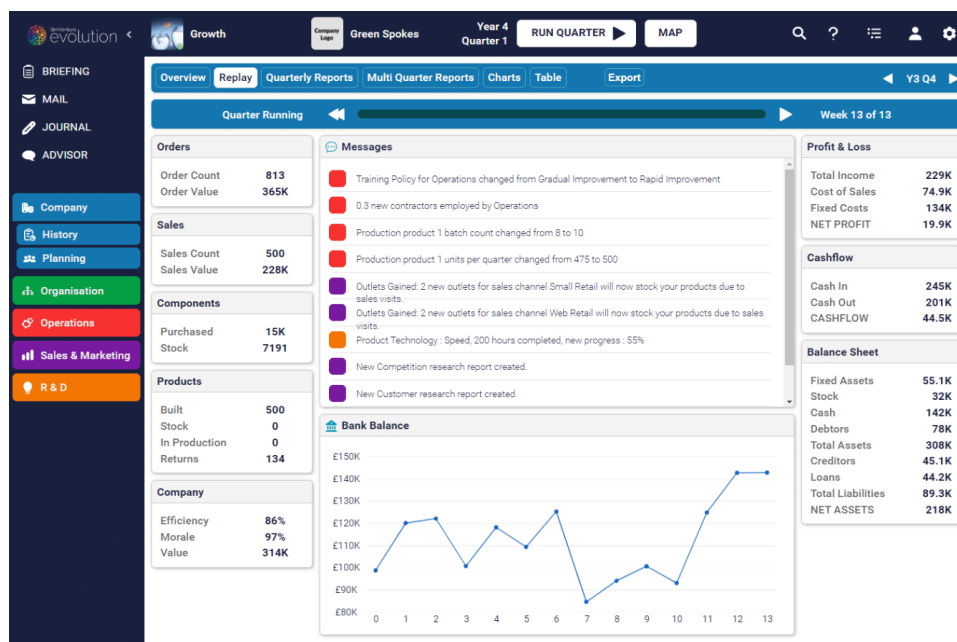 SimVenture
evolution
Growth
Company Logo
Green Spokes
Year 4
Quarter 1
RUN QUARTER
MAP
BRIEFING
MAIL
JOURNAL
ADVISOR
Company
History
Planning
Organisation
Operations
Sales & Marketing
R & D
Overview Replay Quarterly Reports Multi Quarter Reports Charts Table Export Y3 Q4
Quarter Running Week 13 of 13
Orders
Order Count 813
Order Value 365K
Sales
Sales Count 500
Sales Value 228K
Components
Purchased 15K
Stock 7191
Products
Built 500
Stock 0
In Production 0
Returns 134
Company
Efficiency 86%
Morale 97%
Value 314K
Messages
Training Policy for Operations changed from Gradual Improvement to Rapid Improvement
0.3 new contractors employed by Operations
Production product 1 batch count changed from 8 to 10
Production product 1 units per quarter changed from 475 to 500
Outlets Gained: 2 new outlets for sales channel Small Retail will now stock your products due to
sales visits.
Outlets Gained: 2 new outlets for sales channel Web Retail will now stock your products due to sales
visits.
Product Technology : Speed, 200 hours completed, new progress : 55%
New Competition research report created.
New Customer research report created.
Bank Balance
£150K
£140K
£130K
£120K
£110K
£100K
£90K
£80K
0 1 2 3 4 5 6 7 8 9 10 11 12 13
Profit & Loss
Total Income 229K
Cost of Sales 74.9K
Fixed Costs 134K
NET PROFIT 19.9K
Cashflow
Cash In 245K
Cash Out 201K
CASHFLOW 44.5K
Balance Sheet
Fixed Assets 55.1K
Stock 32K
Cash 142K
Debtors 78K
Total Assets 308K
Creditors 45.1K
Loans 44.2K
Total Liabilities 89.3K
NET ASSETS 218K